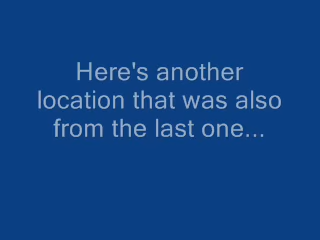 Here's another
location that was also
from the last one...